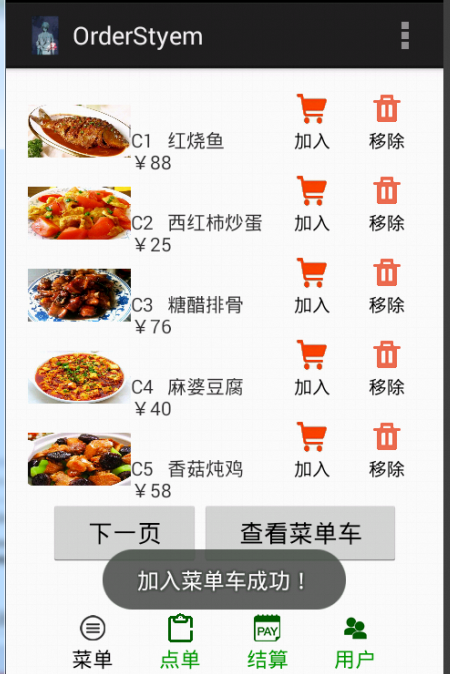 OrderStyem
C1 红烧鱼
￥88
加入
移除
C2 西红柿炒蛋
￥25
加入
移除
C3 糖醋排骨
￥76
加入
移除
C4 麻婆豆腐
￥40
加入
移除
C5 香菇炖鸡
￥58
加入
移除
下一页
查看菜单车
加入菜单车成功！
PAY
菜单
点单
结算
用户